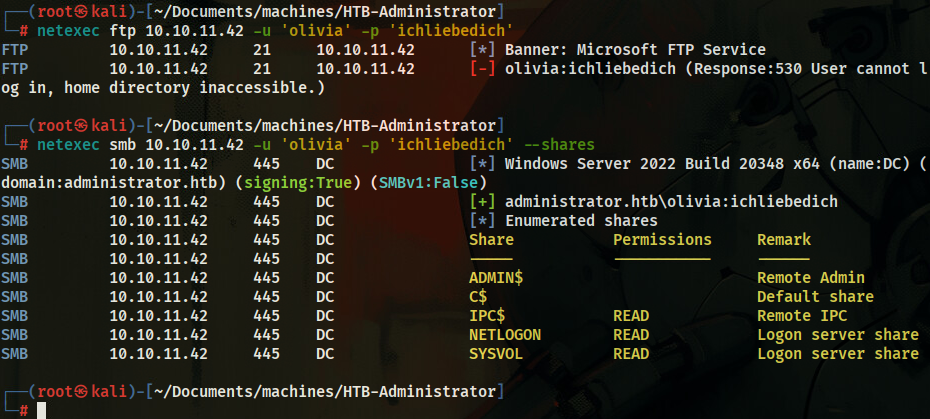 ┌──(root㉿kali)-[~/Documents/machines/HTB-Administrator]
└─# netexec ftp 10.10.11.42 -u 'olivia' -p 'ichliebedich'
FTP 10.10.11.42 21 10.10.11.42 [*] Banner: Microsoft FTP Service
FTP 10.10.11.42 21 10.10.11.42 [-] olivia:ichliebedich (Response:530 User cannot l
og in, home directory inaccessible.)
┌──(root㉿kali)-[~/Documents/machines/HTB-Administrator]
└─# netexec smb 10.10.11.42 -u 'olivia' -p 'ichliebedich' --shares
SMB 10.10.11.42 445 DC [*] Windows Server 2022 Build 20348 x64 (name:DC) (
domain:administrator.htb) (signing:True) (SMBv1:False)
SMB 10.10.11.42 445 DC [+] administrator.htb\olivia:ichliebedich
SMB 10.10.11.42 445 DC [*] Enumerated shares
SMB 10.10.11.42 445 DC Share Permissions Remark
SMB 10.10.11.42 445 DC ----- ----------- ------
SMB 10.10.11.42 445 DC ADMIN$ Remote Admin
SMB 10.10.11.42 445 DC C$ Default share
SMB 10.10.11.42 445 DC IPC$ READ Remote IPC
SMB 10.10.11.42 445 DC NETLOGON READ Logon server share
SMB 10.10.11.42 445 DC SYSVOL READ Logon server share
┌──(root㉿kali)-[~/Documents/machines/HTB-Administrator]
└─#